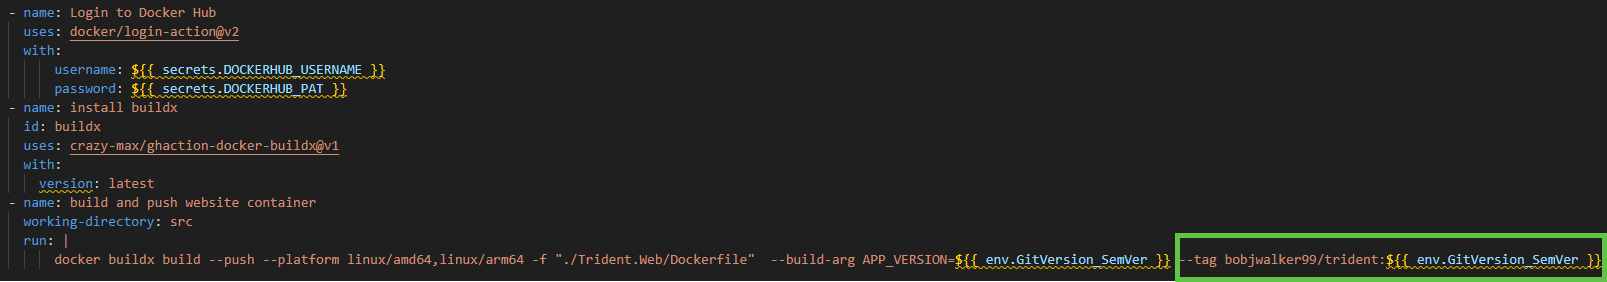 - name: Login to Docker Hub
  uses: docker/login-action@v2
  with:
      username: ${{ secrets.DOCKERHUB_USERNAME }}
      password: ${{ secrets.DOCKERHUB_PAT }}
- name: install buildx
  id: buildx
  uses: crazy-max/ghaction-docker-buildx@v1
  with:
    version: latest
- name: build and push website container
  working-directory: src
  run: |
      docker buildx build --push --platform linux/amd64,linux/arm64 -f "./Trident.Web/Dockerfile"  --build-arg APP_VERSION=${{ env.GitVersion_SemVer }} --tag bobjwalker99/trident:${{ env.GitVersion_SemVer }}